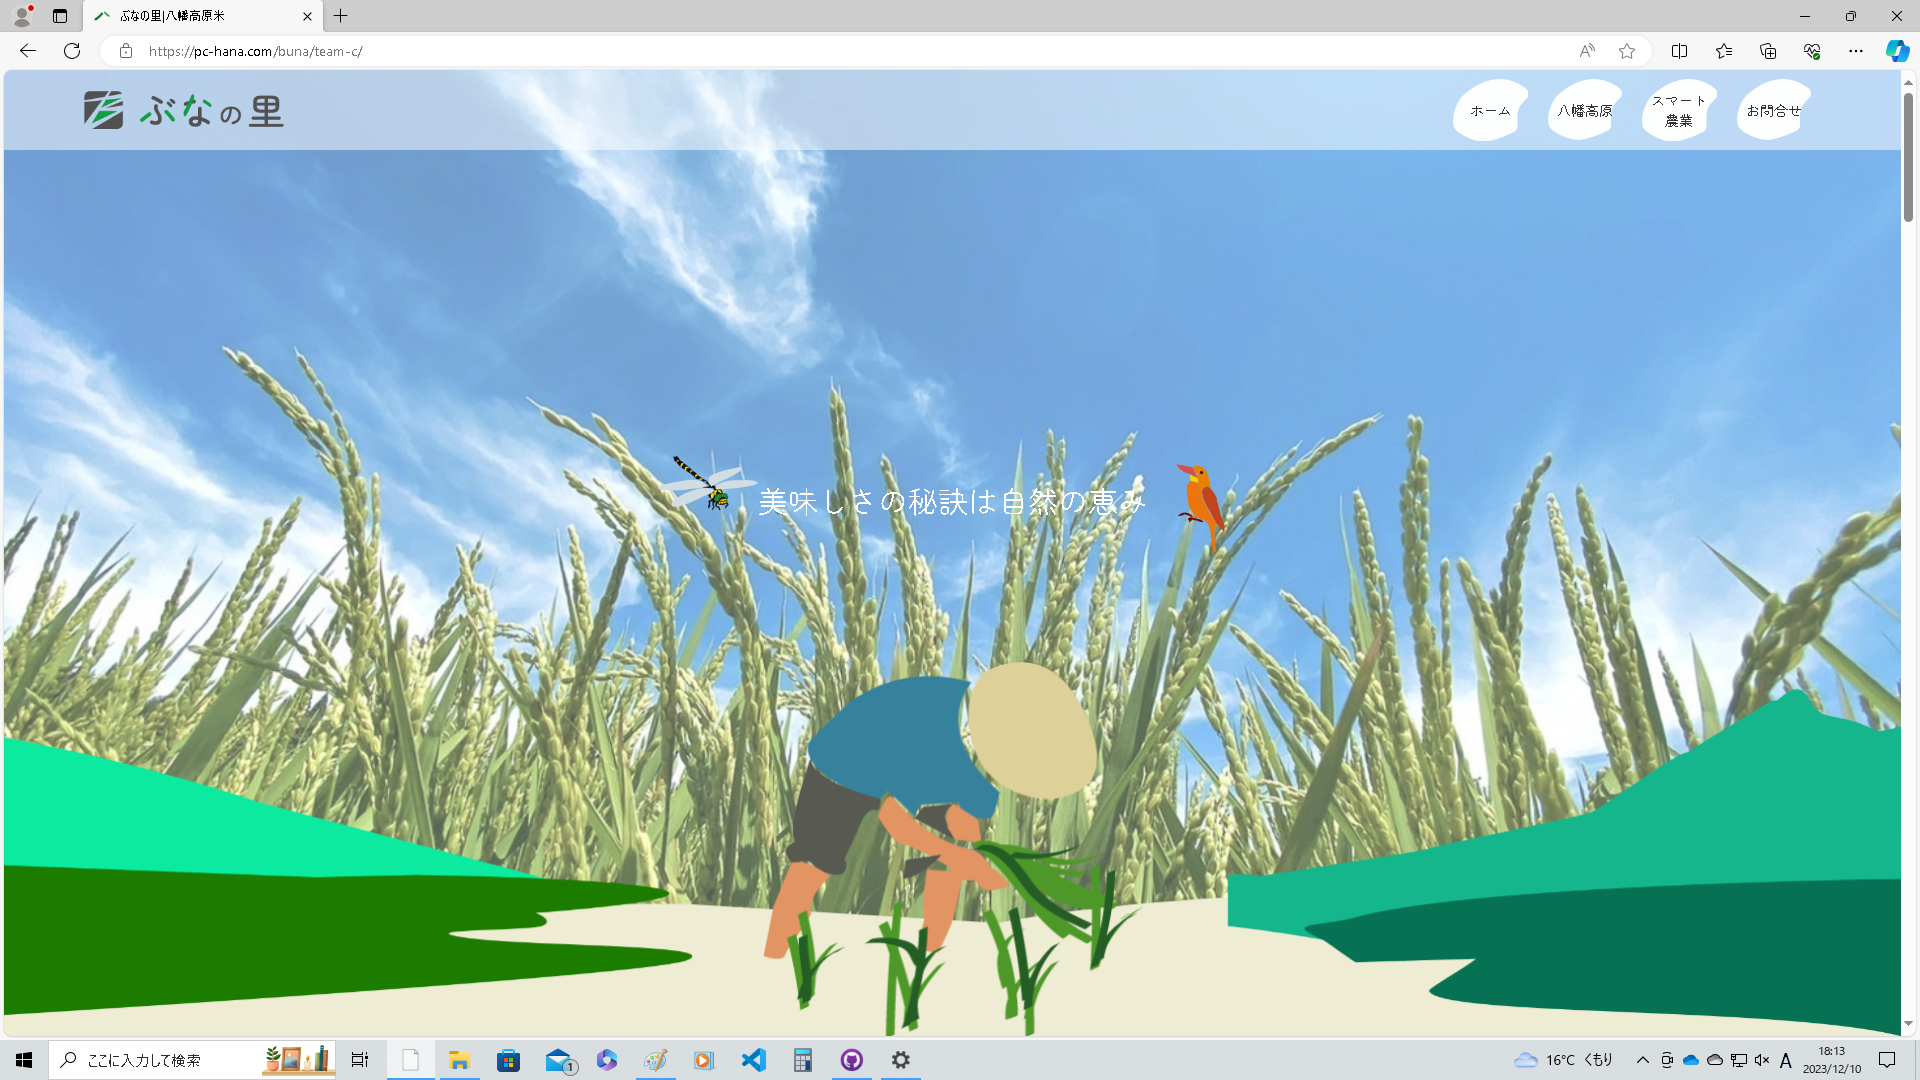 ぶなの里|八幡高原米
https://pc-hana.com/buna/team-c/
ぶなの里
ホーム
八幡高原
スマート
農業
お問合せ
美味しさの秘訣は自然の恵み
ここに入力して検索
1
16°C くもり
A
18:13
2023/12/10